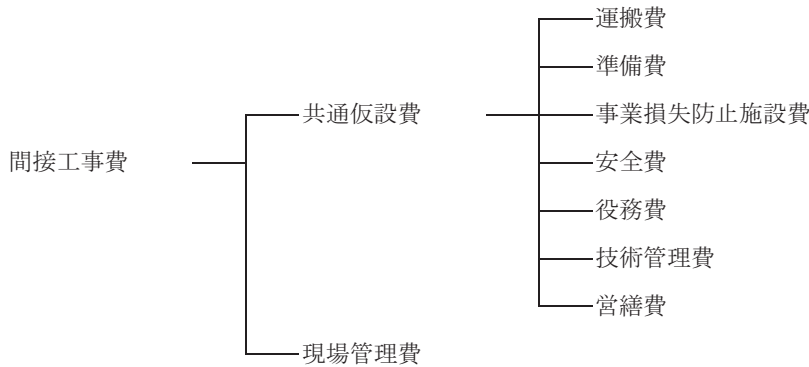 運搬費
準備費
共通仮設費
事業損失防止施設費
間接工事費
安全費
役務費
技術管理費
営繕費
現場管理費